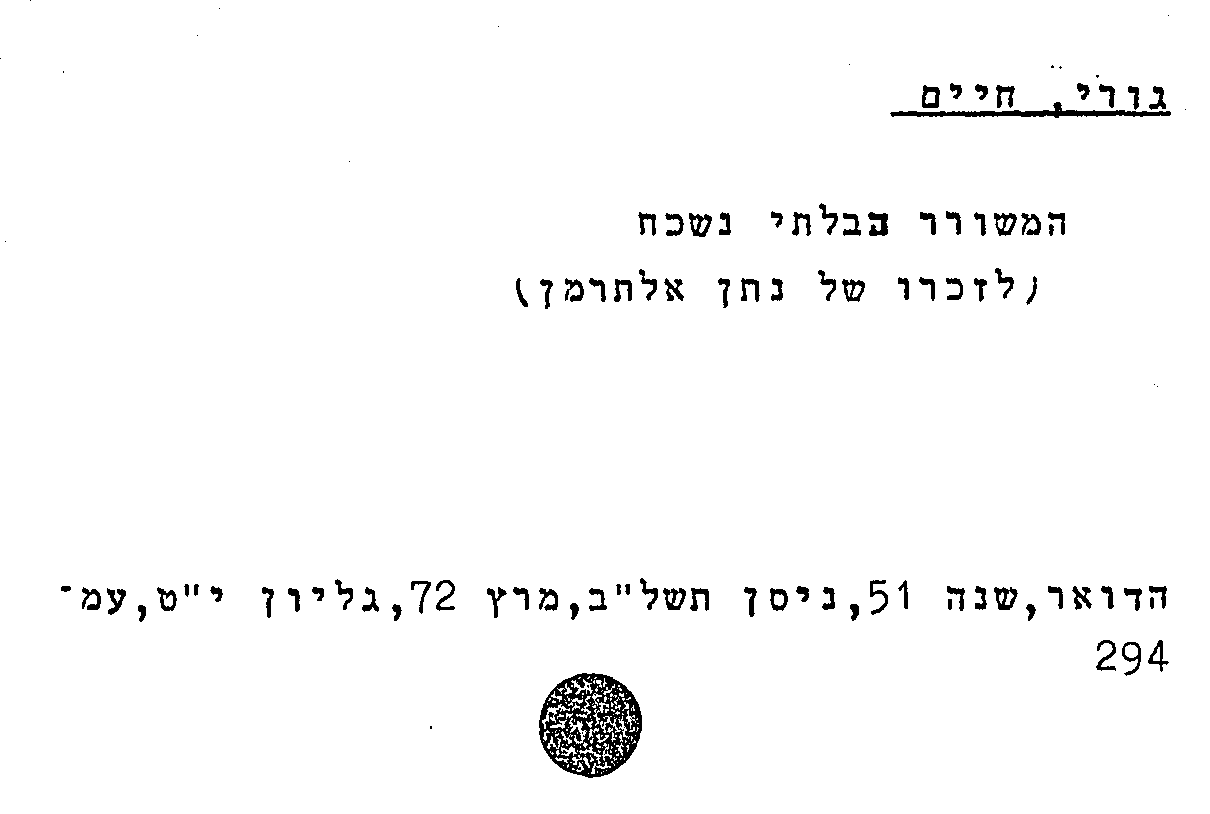 גורי, חיים
המשורר הבלתי נשכח
(לזכרו של נתן אלתרמן)
הדואר,שנה 51,ניסן תשל"ב,מרץ 72,גליון י"ט,עמ-
294